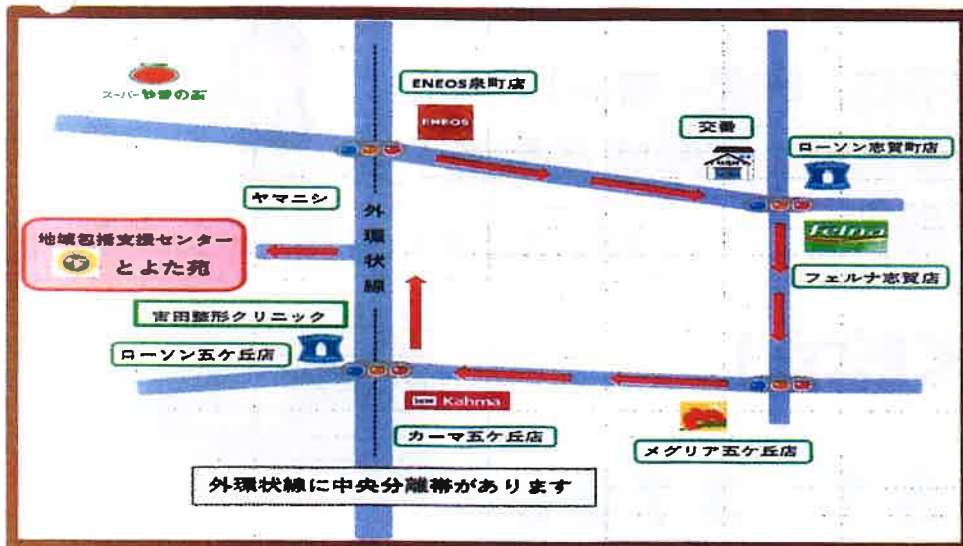 ENEOS泉町店
スーパーやまのぶ
ENEOS
交番
ローソン志賀町店
ヤマニシ
外環状線
Felna
地域包括支援センター
とよた苑
フェルナ志賀店
吉田整形クリニック
ローソン五ケ丘店
Kahma
カーマ五ケ丘店
メグリア五ケ丘店
外環状線に中央分離帯があります